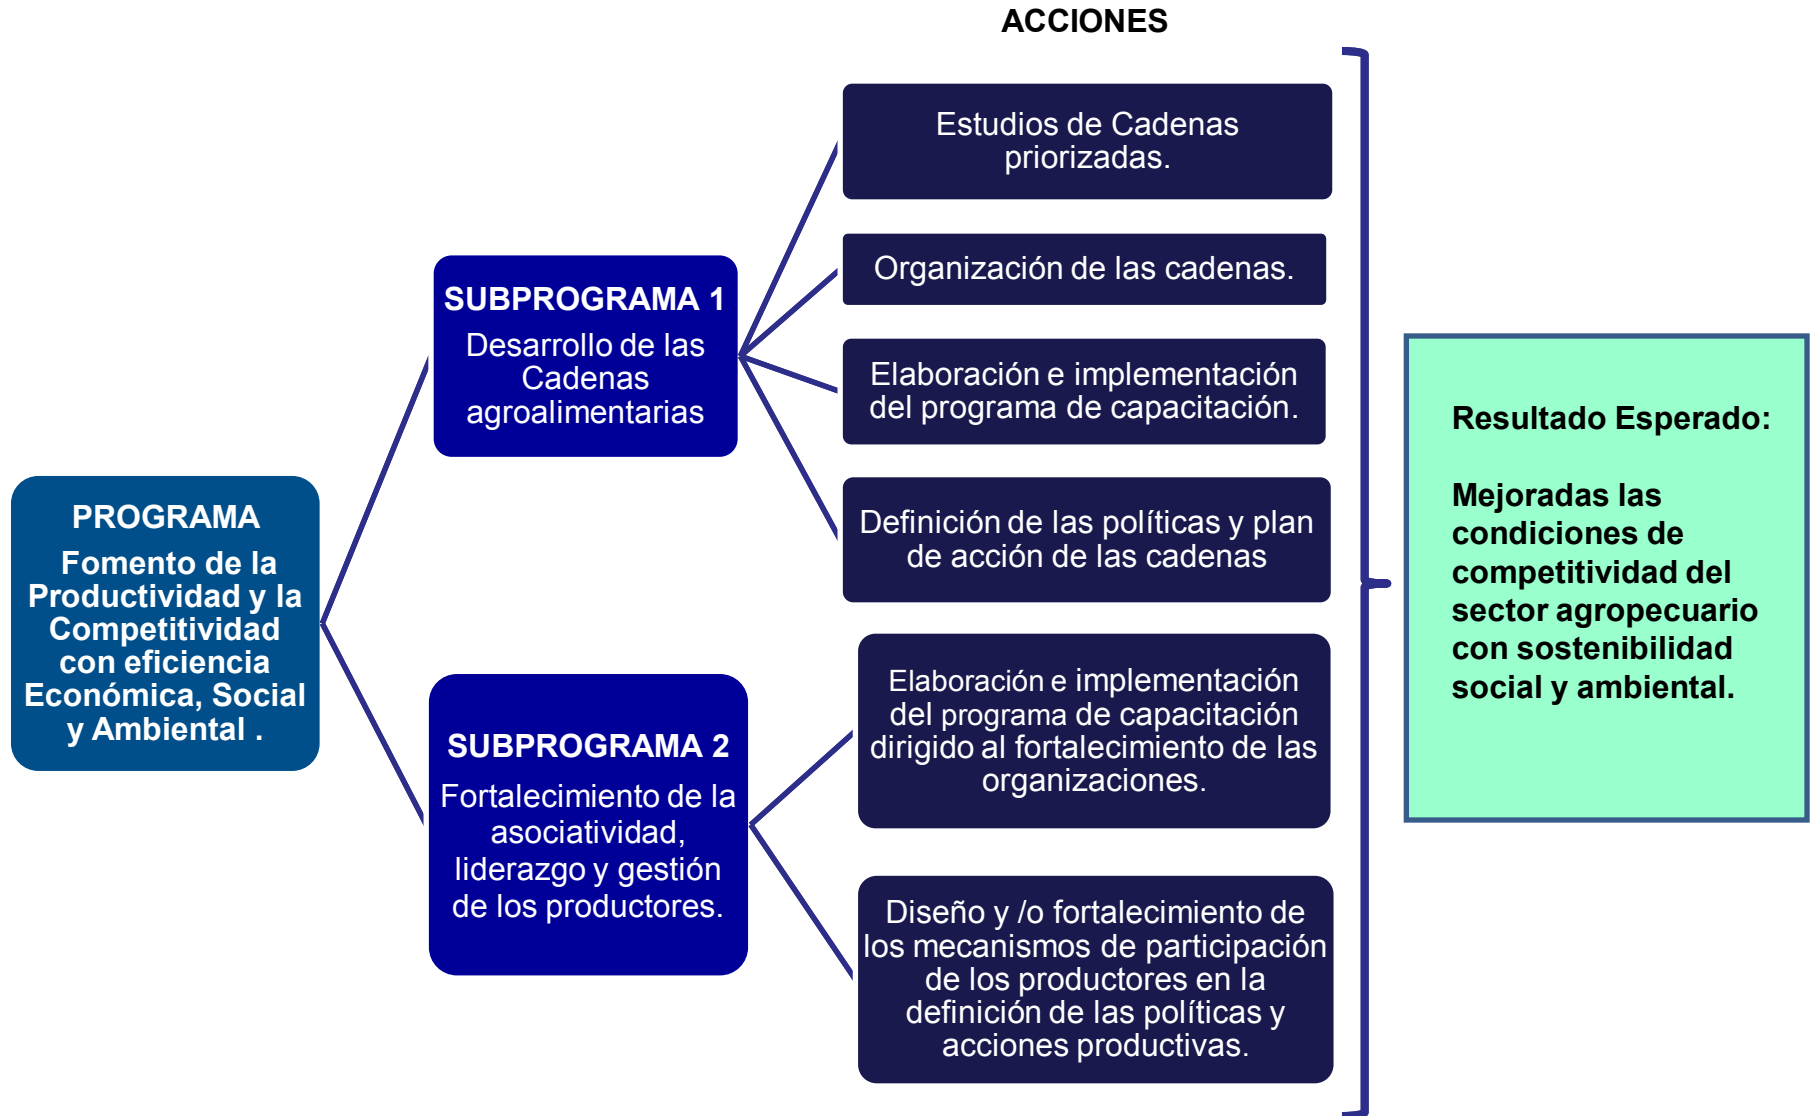 ACCIONES
Estudios de Cadenas
priorizadas.
Organización de las cadenas.
SUBPROGRAMA 1
Desarrollo de las
Cadenas
agroalimentarias
Elaboración e implementación
del programa de capacitación.
Definición de las políticas y plan
de acción de las cadenas
PROGRAMA
Fomento de la
Productividad y la
Competitividad
con eficiencia
Económica, Social
y Ambiental .
SUBPROGRAMA 2
Fortalecimiento de la
asociatividad,
liderazgo y gestión
de los productores.
Elaboración e implementación
del programa de capacitación
dirigido al fortalecimiento de las
organizaciones.
Diseño y /o fortalecimiento de
los mecanismos de participación
de los productores en la
definición de las políticas y
acciones productivas.
Resultado Esperado:
Mejoradas las
condiciones de
competitividad del
sector agropecuario
con sostenibilidad
social y ambiental.